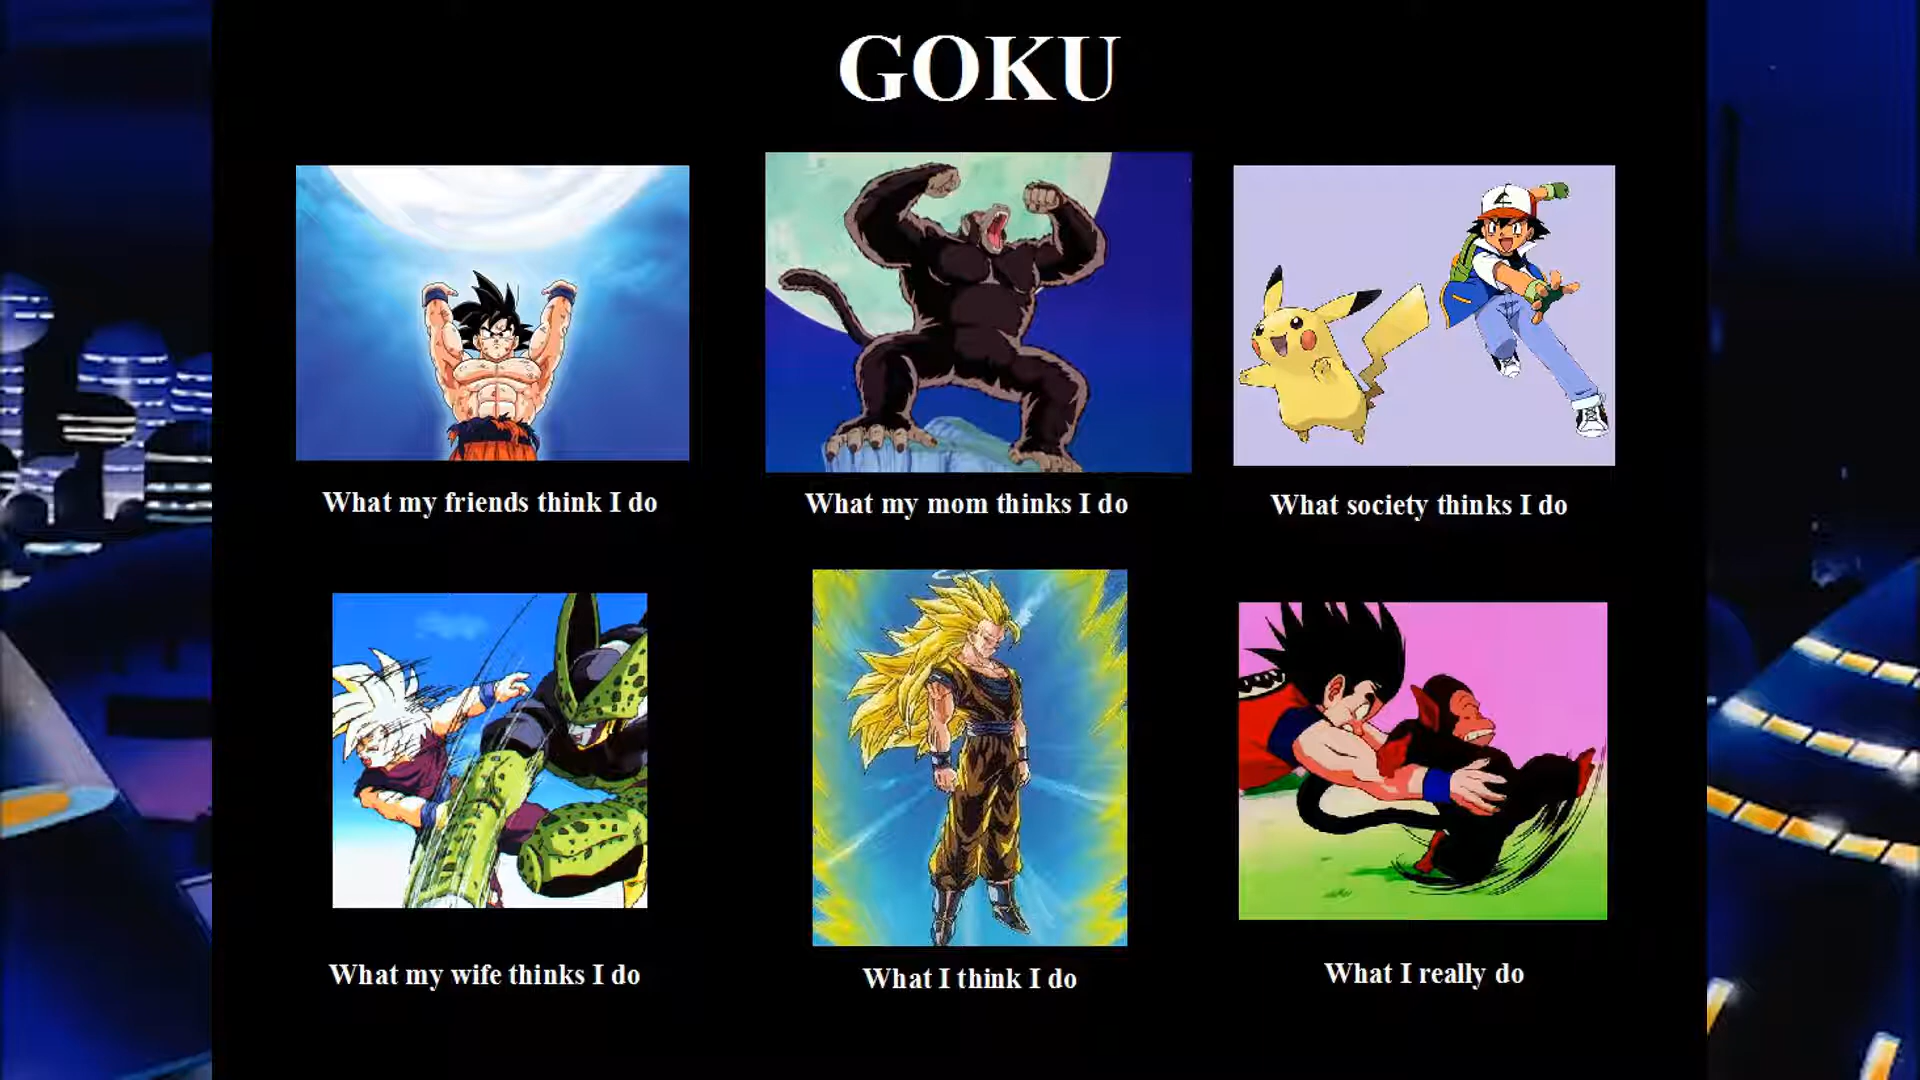 GOKU
What my friends think I do
What my mom thinks I do
What society thinks I do
What my wife thinks I do
What I think I do
What I really do